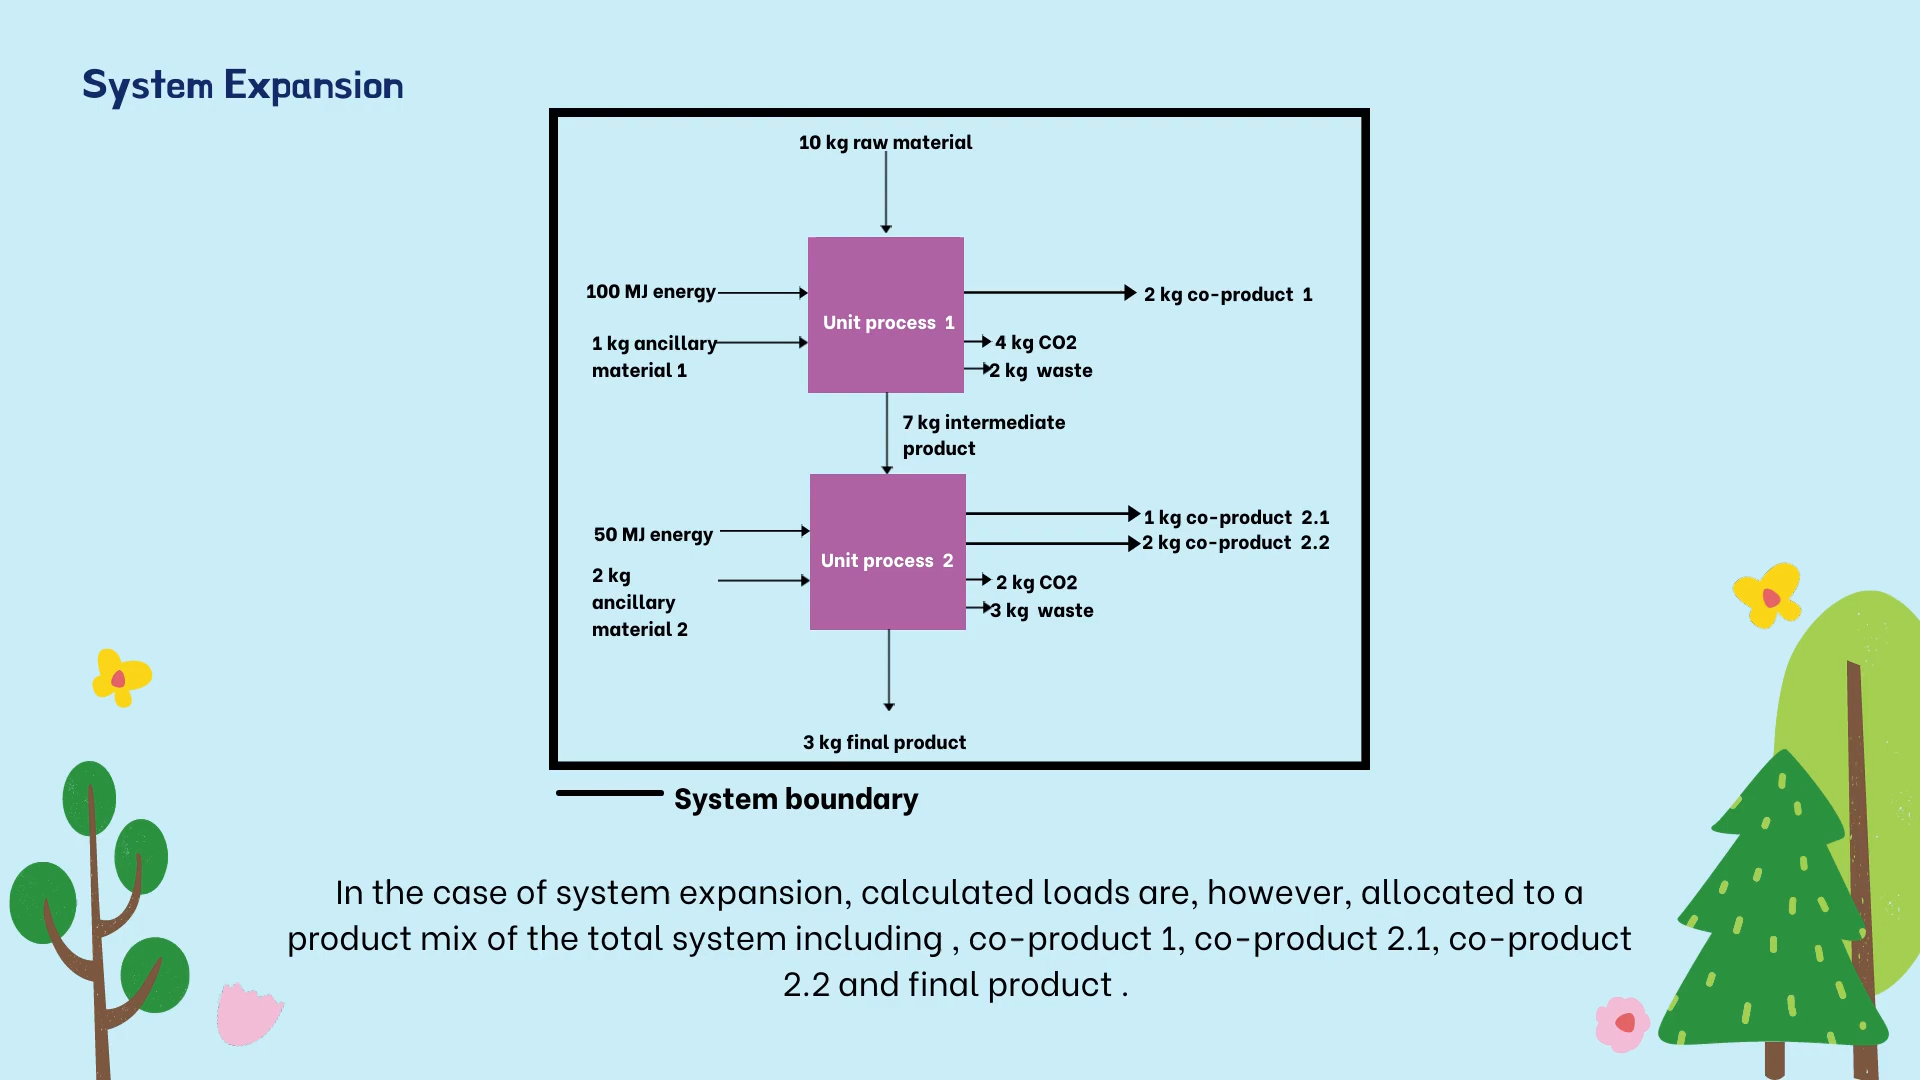 System Expansion
10 kg raw material
100 MJ energy
2 kg co-product 1
Unit process 1
1 kg ancillary
material 1
4 kg CO2
2 kg waste
7 kg intermediate
product
50 MJ energy
1 kg co-product 2.1
2 kg co-product 2.2
Unit process 2
2 kg
ancillary
material 2
2 kg CO2
3 kg waste
3 kg final product
System boundary
In the case of system expansion, calculated loads are, however, allocated to a
product mix of the total system including , co-product 1, co-product 2.1, co-product
2.2 and final product .